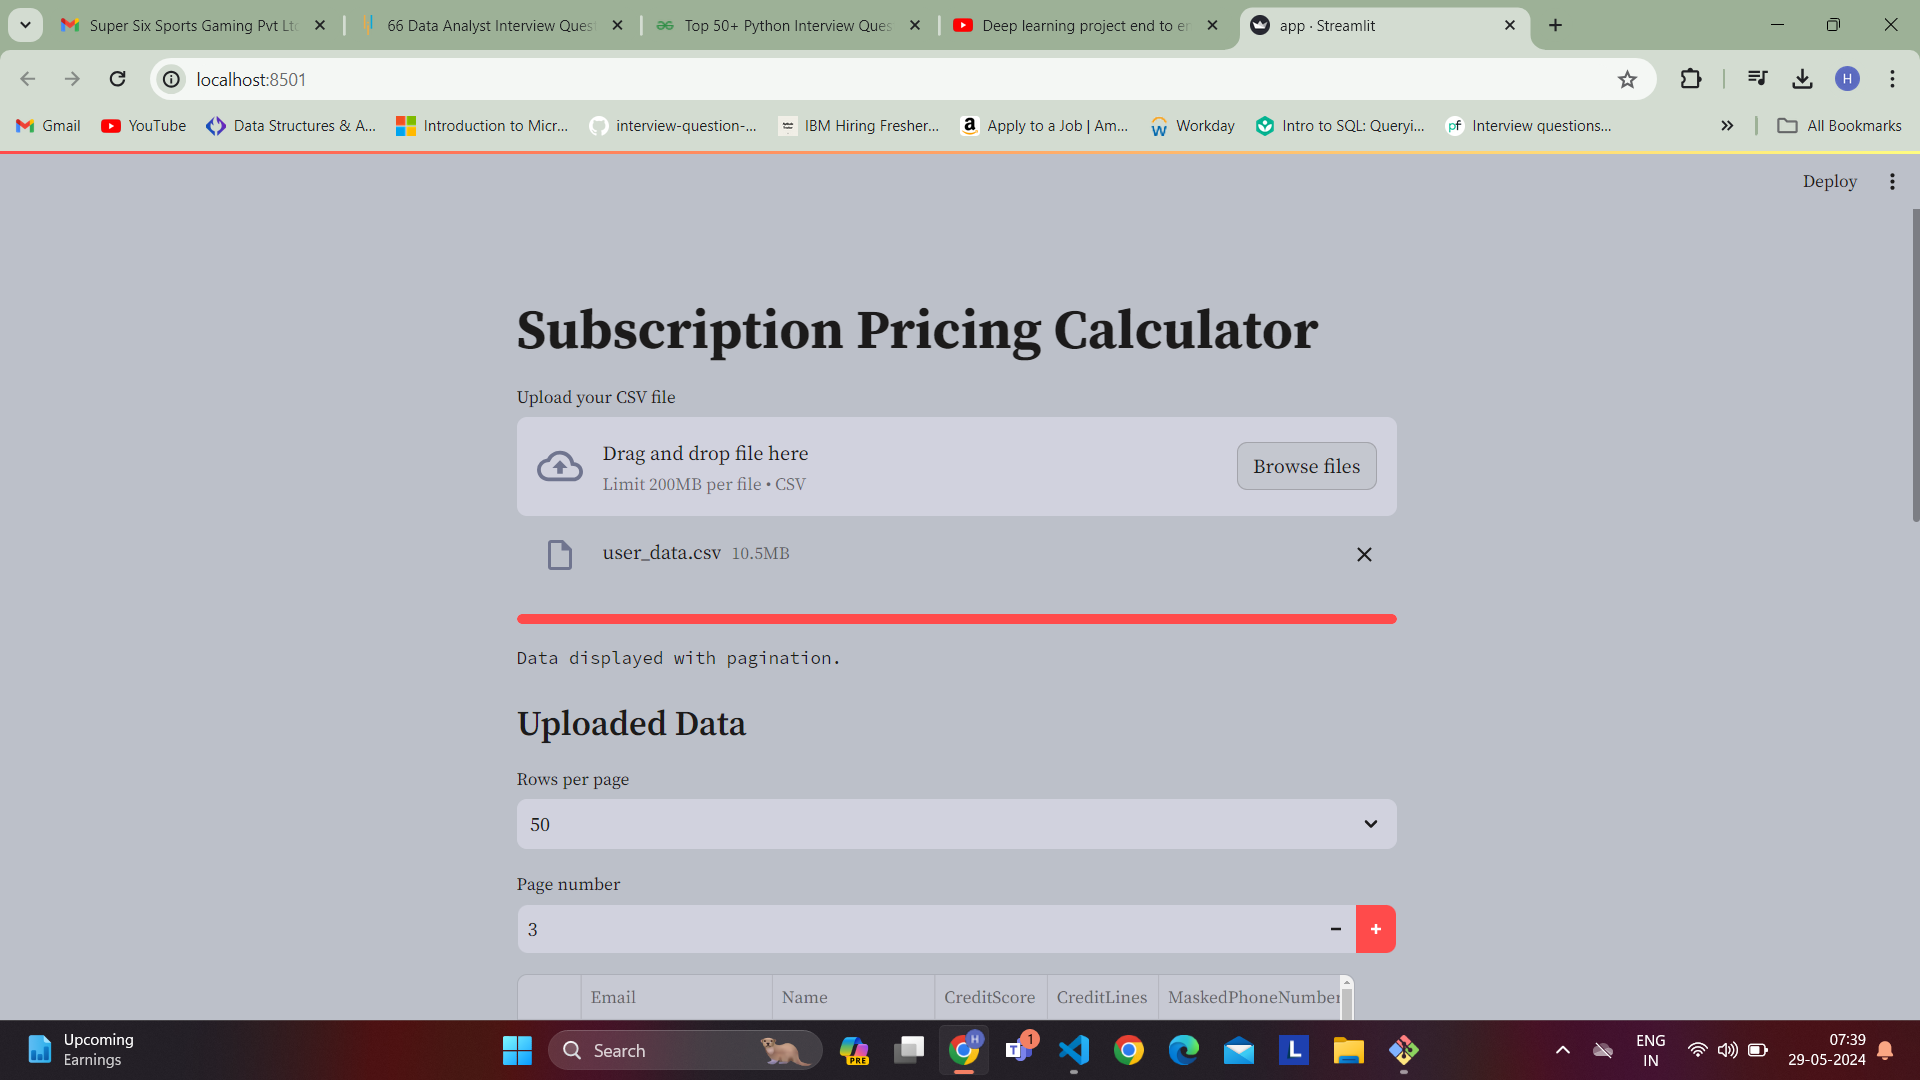 Super Six Sports Gaming Pvt Ltd
66 Data Analyst Interview Quest
Top 50+ Python Interview Ques
Deep learning project end to en
app · Streamlit
localhost:8501
H
Gmail
YouTube
Data Structures & A...
Introduction to Micr...
interview-question-...
IBM Hiring Fresher...
Apply to a Job | Am...
Workday
Intro to SQL: Queryi...
Interview questions...
All Bookmarks
Deploy
Subscription Pricing Calculator
Upload your CSV file
Drag and drop file here
Limit 200MB per file • CSV
Browse files
user_data.csv 10.5MB
Data displayed with pagination.
Uploaded Data
Rows per page
50
Page number
3
Email
Name
CreditScore
CreditLines
MaskedPhoneNumber
Upcoming
Earnings
Search
PRE
H
T
1
L
ENG
IN
07:39
29-05-2024